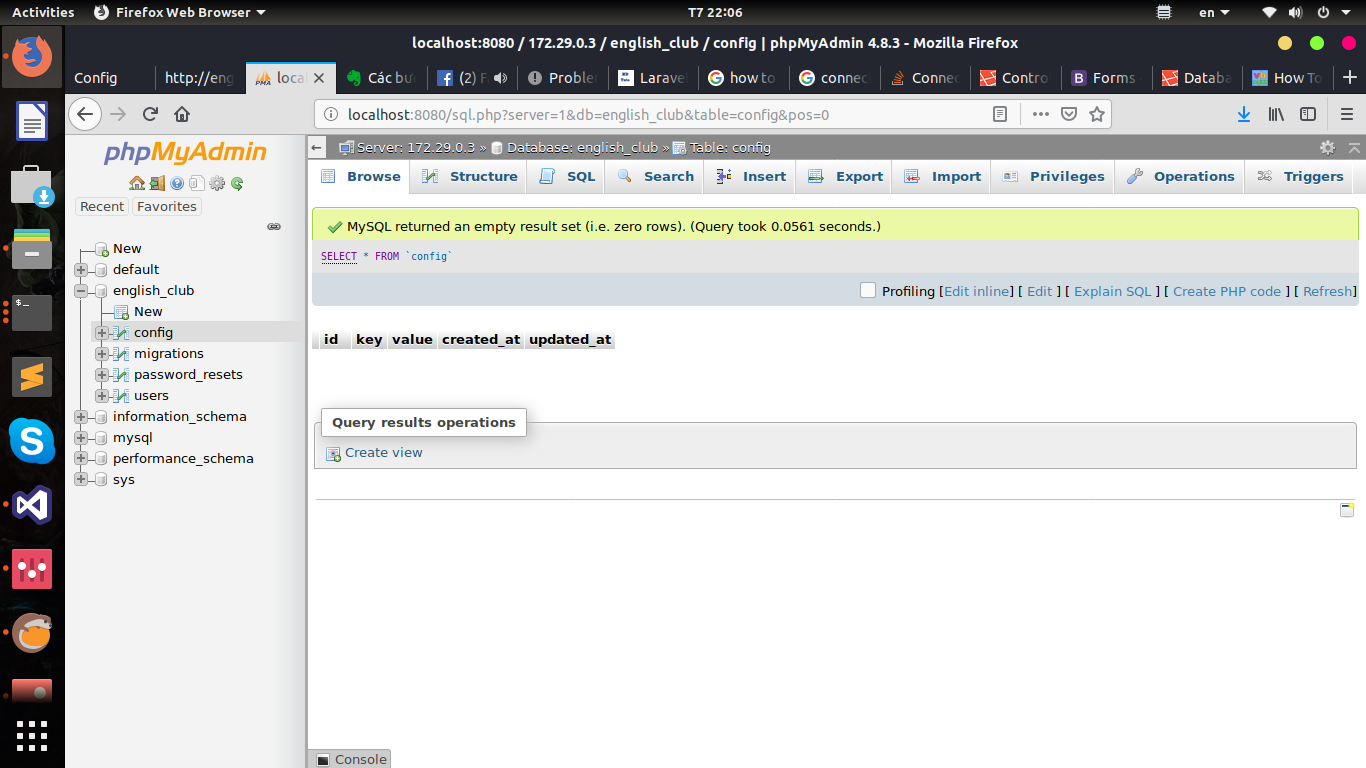 Activities Firefox Web Browser T7 22:06 en
localhost:8080 / 172.29.0.3 / english_club / config | phpMyAdmin 4.8.3 - Mozilla Firefox
Config http://eng loca Các bu (2) F Proble Larave how to connec Connec Contro Forms Databa How To
localhost:8080/sql.php?server=1&db=english_club&table=config&pos=0
phpMyAdmin
Recent Favorites
New
default
english_club
New
config
migrations
password_resets
users
information_schema
mysql
performance_schema
sys
Server: 172.29.0.3 » Database: english_club » Table: config
Browse Structure SQL Search Insert Export Import Privileges Operations Triggers
MySQL returned an empty result set (i.e. zero rows). (Query took 0.0561 seconds.)
SELECT * FROM `config`
Profiling [Edit inline] [ Edit ] [ Explain SQL ] [ Create PHP code ] [ Refresh]
id key value created_at updated_at
Query results operations
Create view
Console